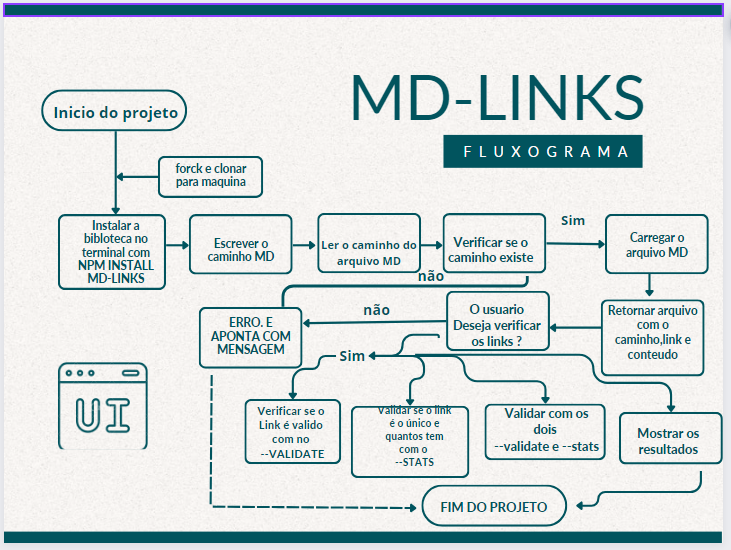 MD-LINKS
FLUXOGRAMA
Inicio do projeto
forck e clonar
para maquina
Instalar a
bibloteca no
terminal com
NPM INSTALL
MD-LINKS
Escrever o
caminho MD
Ler o caminho do
arquivo MD
Verificar se o
caminho existe
Sim
Carregar o
arquivo MD
não
Retornar arquivo
com o
caminho,link e
conteudo
O usuario
Deseja verificar
os links ?
não
ERRO. E
APONTA COM
MENSAGEM
Sim
Verificar se o
Link é valido
com no
--VALIDATE
Validar se o link
é o único e
quantos tem
com o
--STATS
Validar com os
dois
--validate e --stats
Mostrar os
resultados
UI
FIM DO PROJETO